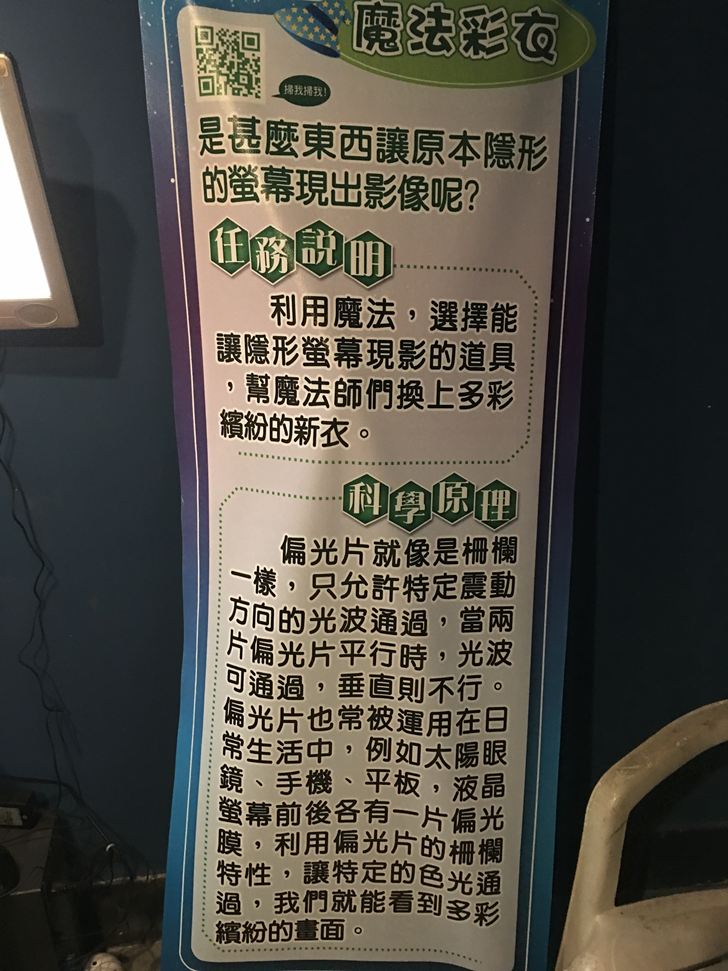 魔法彩衣
掃我掃我!
是甚麼東西讓原本隱形
的螢幕現出影像呢?
任務説明
利用魔法，選擇能
讓隱形螢幕現影的道具
，幫魔法師們換上多彩
繽紛的新衣。
科學原理
偏光片就像是柵欄
一樣，只允許特定震動
方向的光波通過，當兩
片偏光片平行時，光波
可通過，垂直則不行。
偏光片也常被運用在日
常生活中，例如太陽眼
鏡、手機、平板，液晶
螢幕前後各有一片偏光
膜，利用偏光片的柵欄
特性，讓特定的色光通
過，我們就能看到多彩
繽紛的畫面。